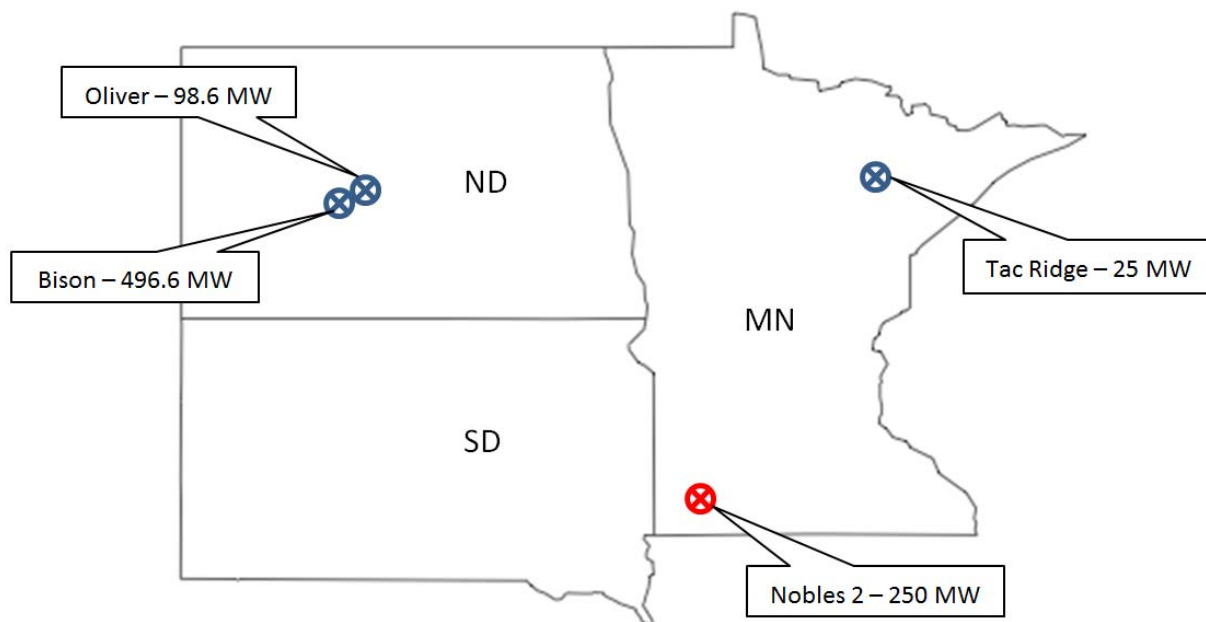 Oliver – 98.6 MW
ND
Bison – 496.6 MW
Tac Ridge – 25 MW
MN
SD
Nobles 2 – 250 MW